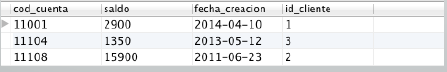 cod_cuenta saldo fecha_creacion id_cliente
11001 2900 2014-04-10 1
11104 1350 2013-05-12 3
11108 15900 2011-06-23 2